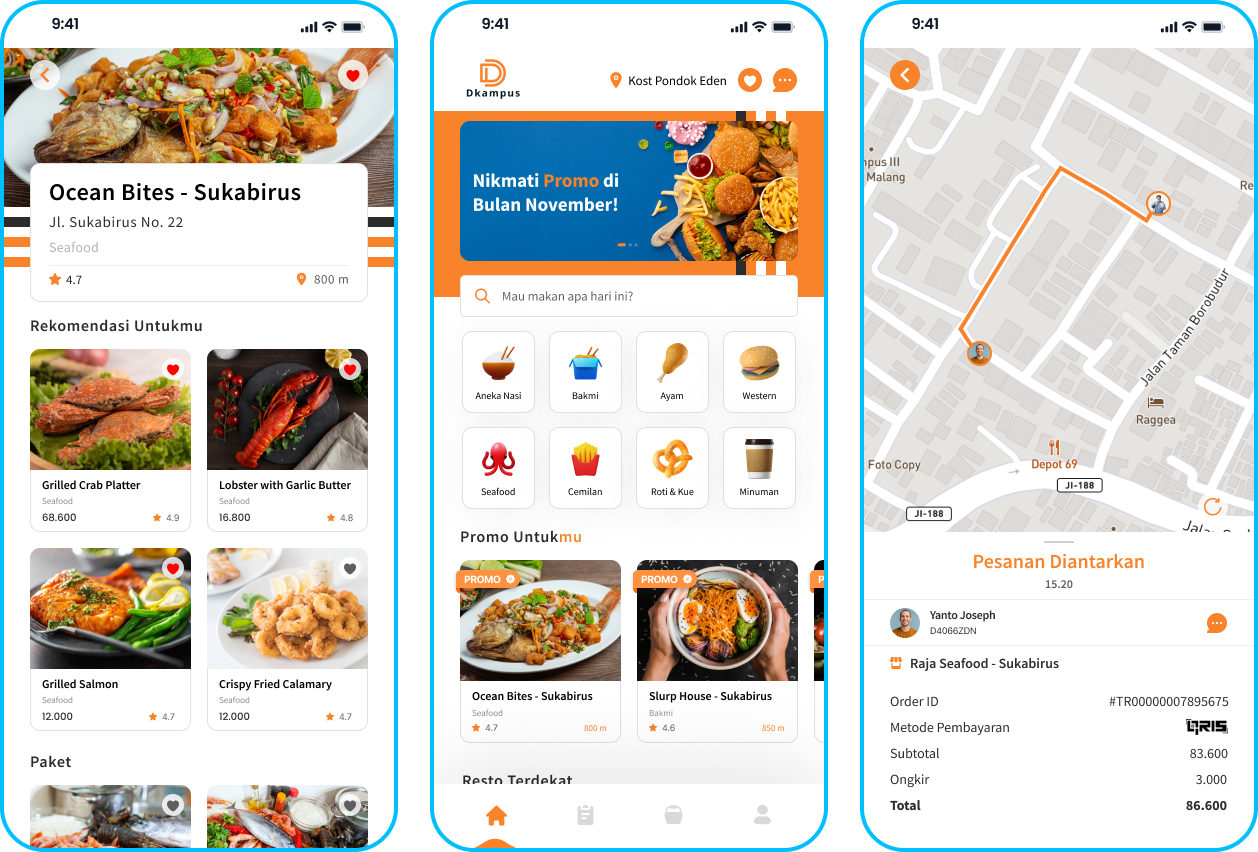 9:41
Ocean Bites - Sukabirus
Jl. Sukabirus No. 22
Seafood
4.7
800 m
Rekomendasi Untukmu
Grilled Crab Platter
Seafood
68.600
4.9
Lobster with Garlic Butter
Seafood
16.800
4.8
Grilled Salmon
Seafood
12.000
4.7
Crispy Fried Calamary
Seafood
12.000
4.7
Paket
9:41
Dkampus
Kost Pondok Eden
Nikmati Promo di
Bulan November!
Mau makan apa hari ini?
Aneka Nasi
Bakmi
Ayam
Western
Seafood
Cemilan
Roti & Kue
Minuman
Promo Untukmu
PROMO
Ocean Bites - Sukabirus
Seafood
4.7
800 m
PROMO
Slurp House - Sukabirus
Bakmi
4.6
850 m
P
Resto Terdekat
9:41
pus III
Malang
Re
Jalan Taman Borobudur
Raggea
Depot 69
Foto Copy
Jl-188
Jl-188
Pesanan Diantarkan
15.20
Yanto Joseph
D4066ZDN
Raja Seafood - Sukabirus
Order ID
#TR00000007895675
Metode Pembayaran
QRIS
Subtotal
83.600
Ongkir
3.000
Total
86.600